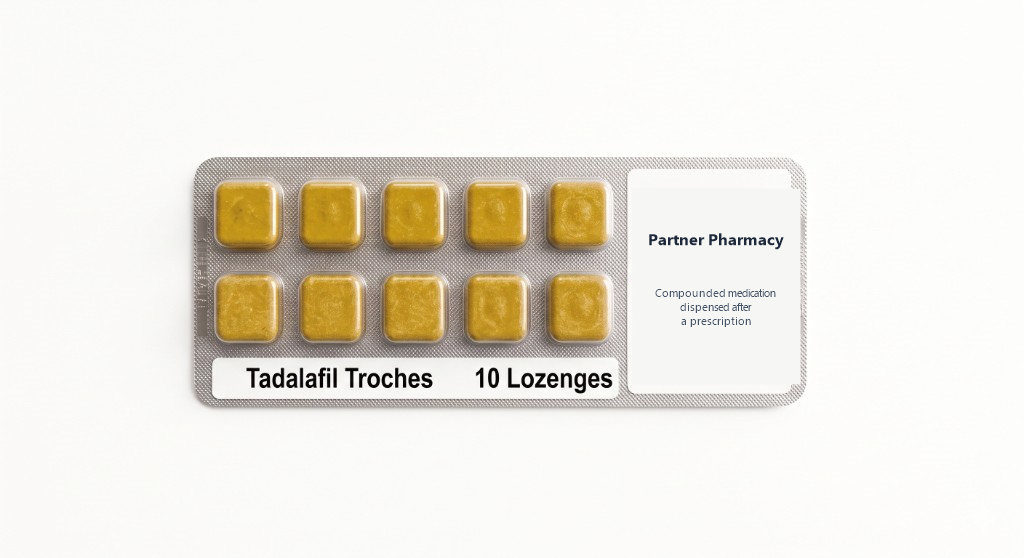 Partner Pharmacy
Compounded medication
dispensed after
a prescription
Tadalafil Troches 10 Lozenges